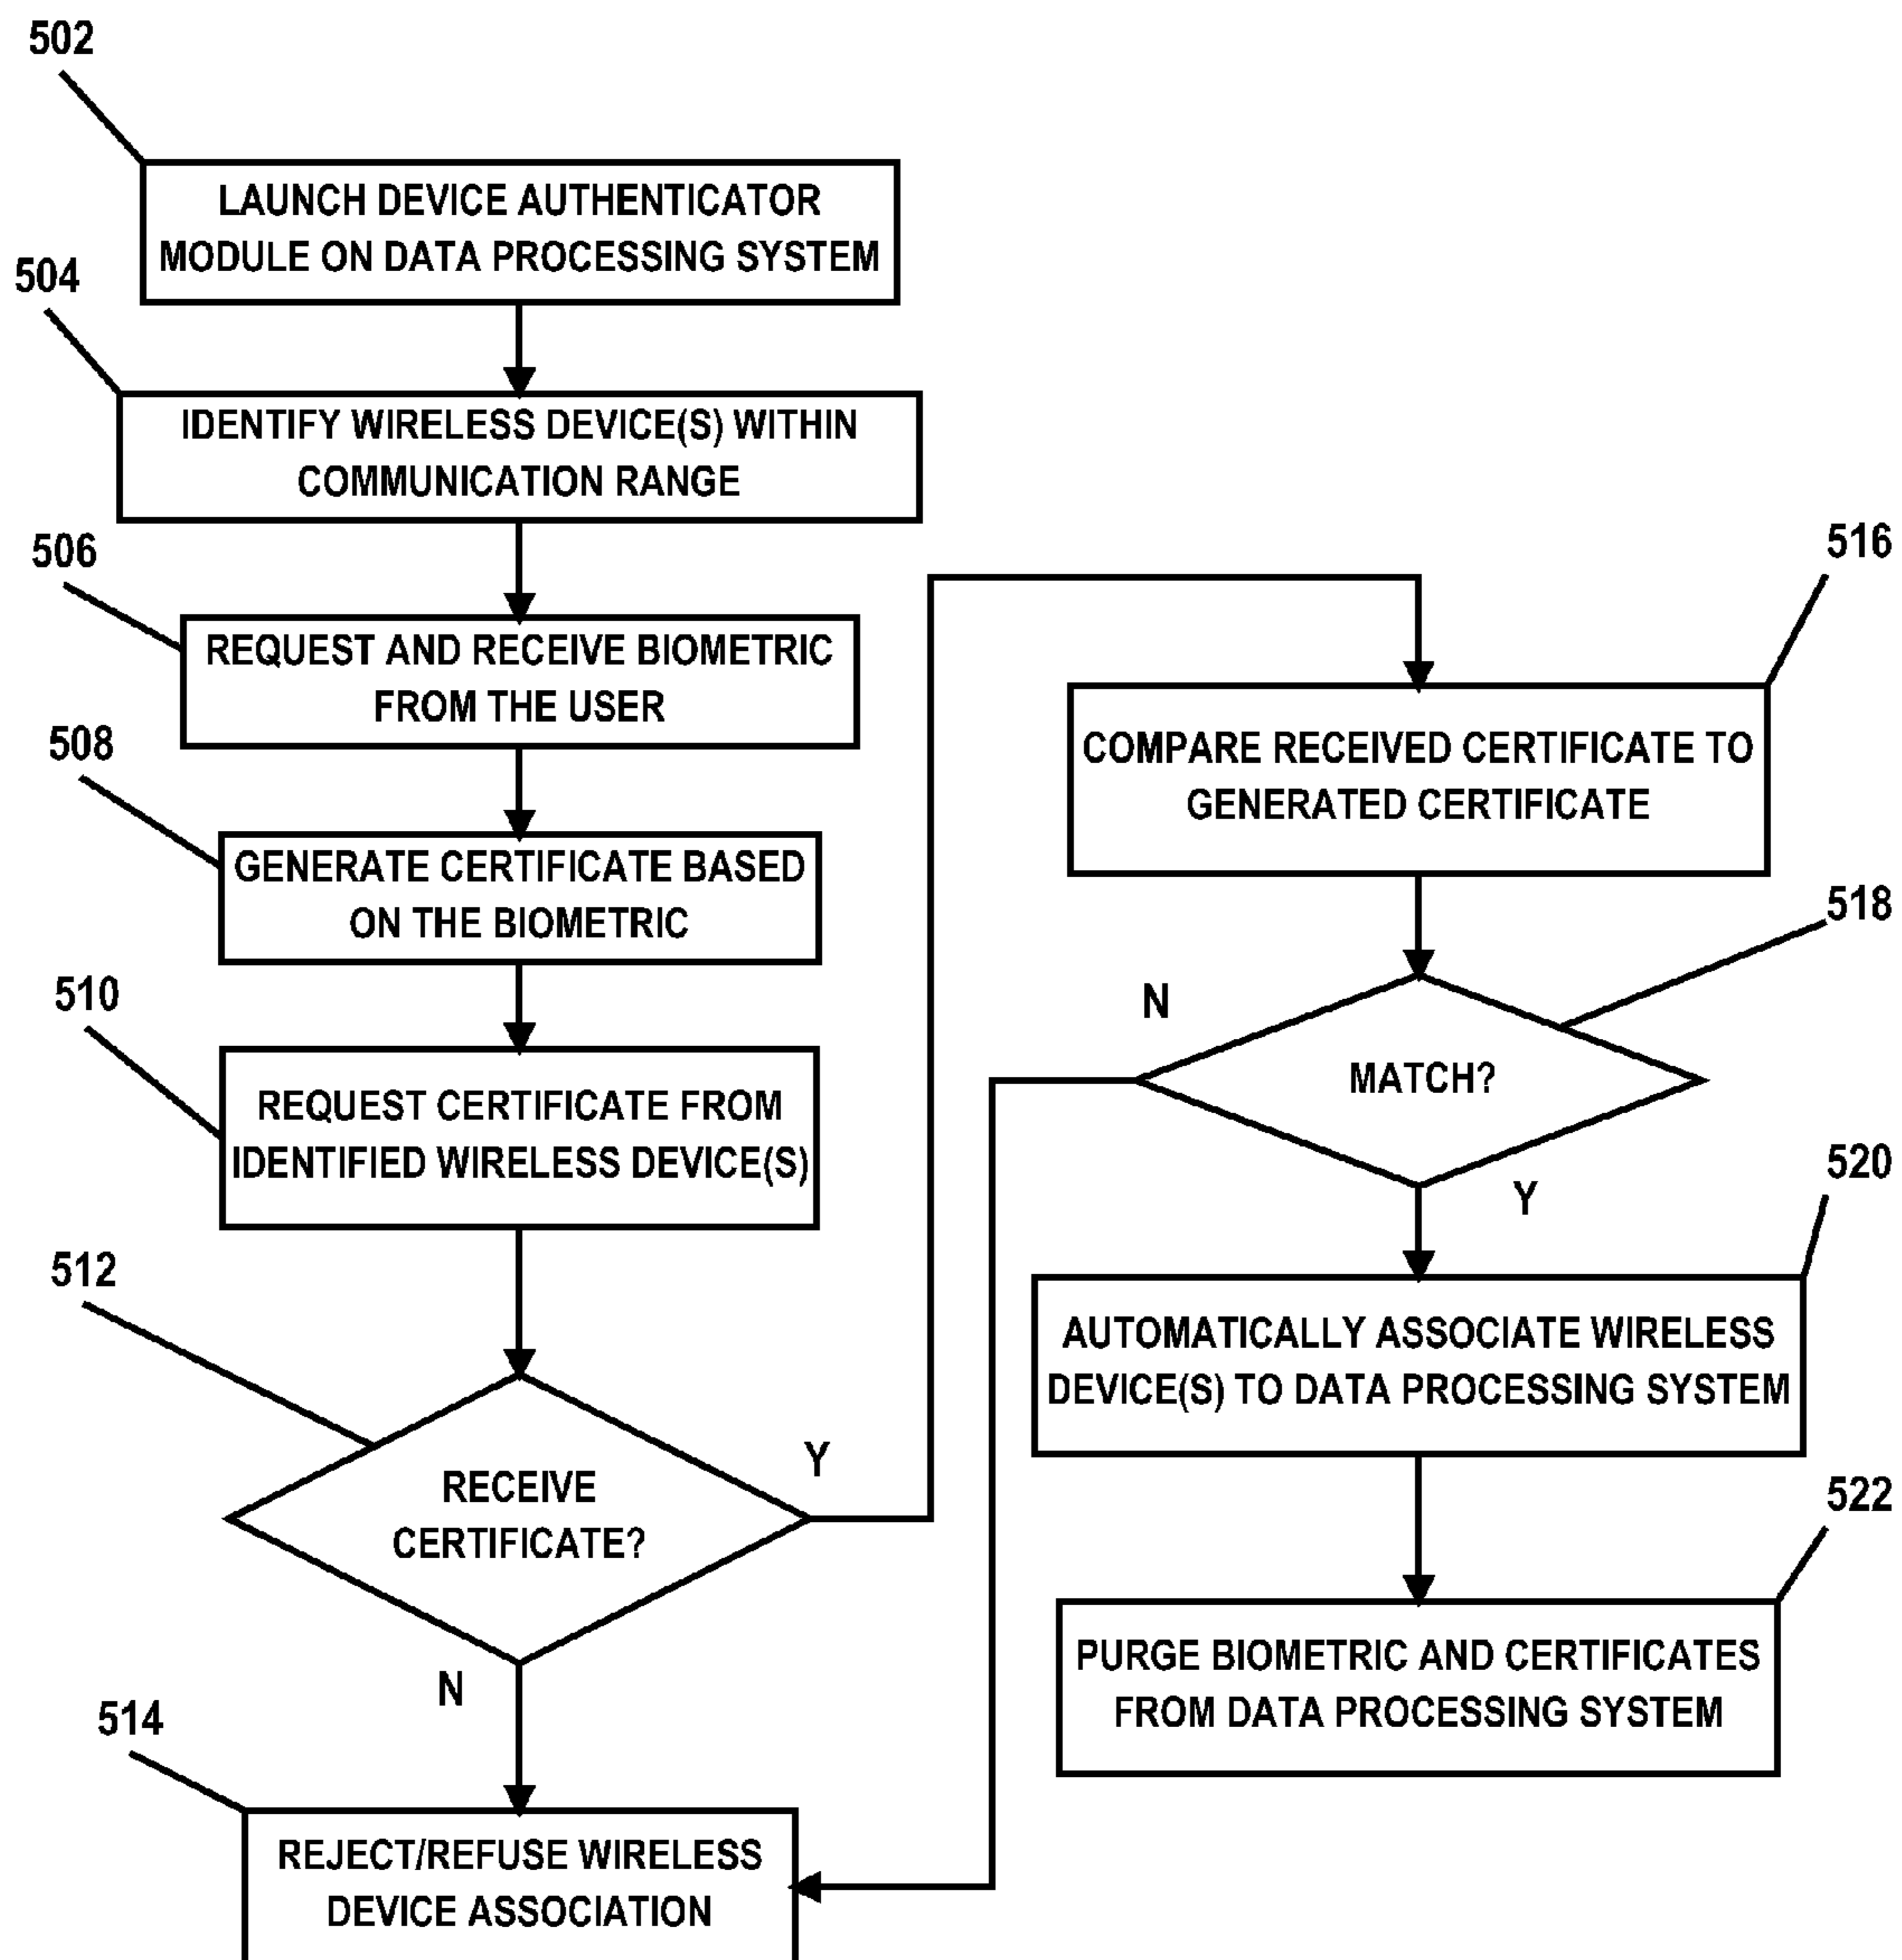 502
LAUNCH DEVICE AUTHENTICATOR
MODULE ON DATA PROCESSING SYSTEM
504
IDENTIFY WIRELESS DEVICE(S) WITHIN
COMMUNICATION RANGE
506
REQUEST AND RECEIVE BIOMETRIC
FROM THE USER
508
GENERATE CERTIFICATE BASED
ON THE BIOMETRIC
510
REQUEST CERTIFICATE FROM
IDENTIFIED WIRELESS DEVICE(S)
512
RECEIVE
CERTIFICATE?
Y
N
514
REJECT/REFUSE WIRELESS
DEVICE ASSOCIATION
516
COMPARE RECEIVED CERTIFICATE TO
GENERATED CERTIFICATE
518
N
MATCH?
Y
520
AUTOMATICALLY ASSOCIATE WIRELESS
DEVICE(S) TO DATA PROCESSING SYSTEM
522
PURGE BIOMETRIC AND CERTIFICATES
FROM DATA PROCESSING SYSTEM